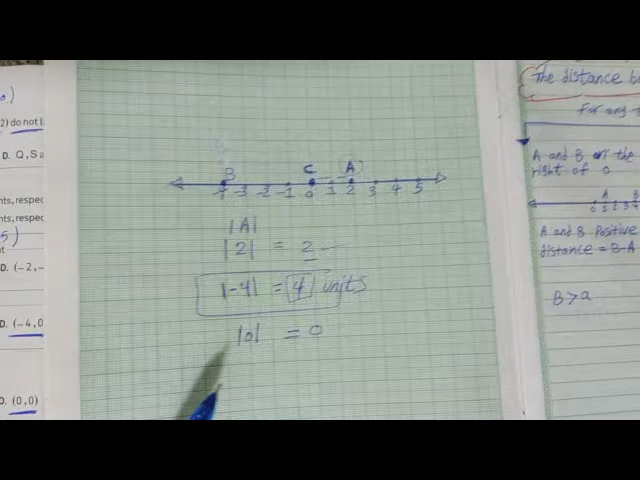 o.)
2) do not l
D. Q, S a
nts, respec
nts, respec
5)
D. (-2, -
D. (-4, 0
D. (0,0)
B C A
-4 -3 -2 -1 0 1 2 3 4 5
|A|
|2| = 2
|-4| = 4 units
|0| = 0
The distance be
For any t
A and B on the
right of 0
A
0 1 2 3
A and B Positive
distance = B-A
B>a